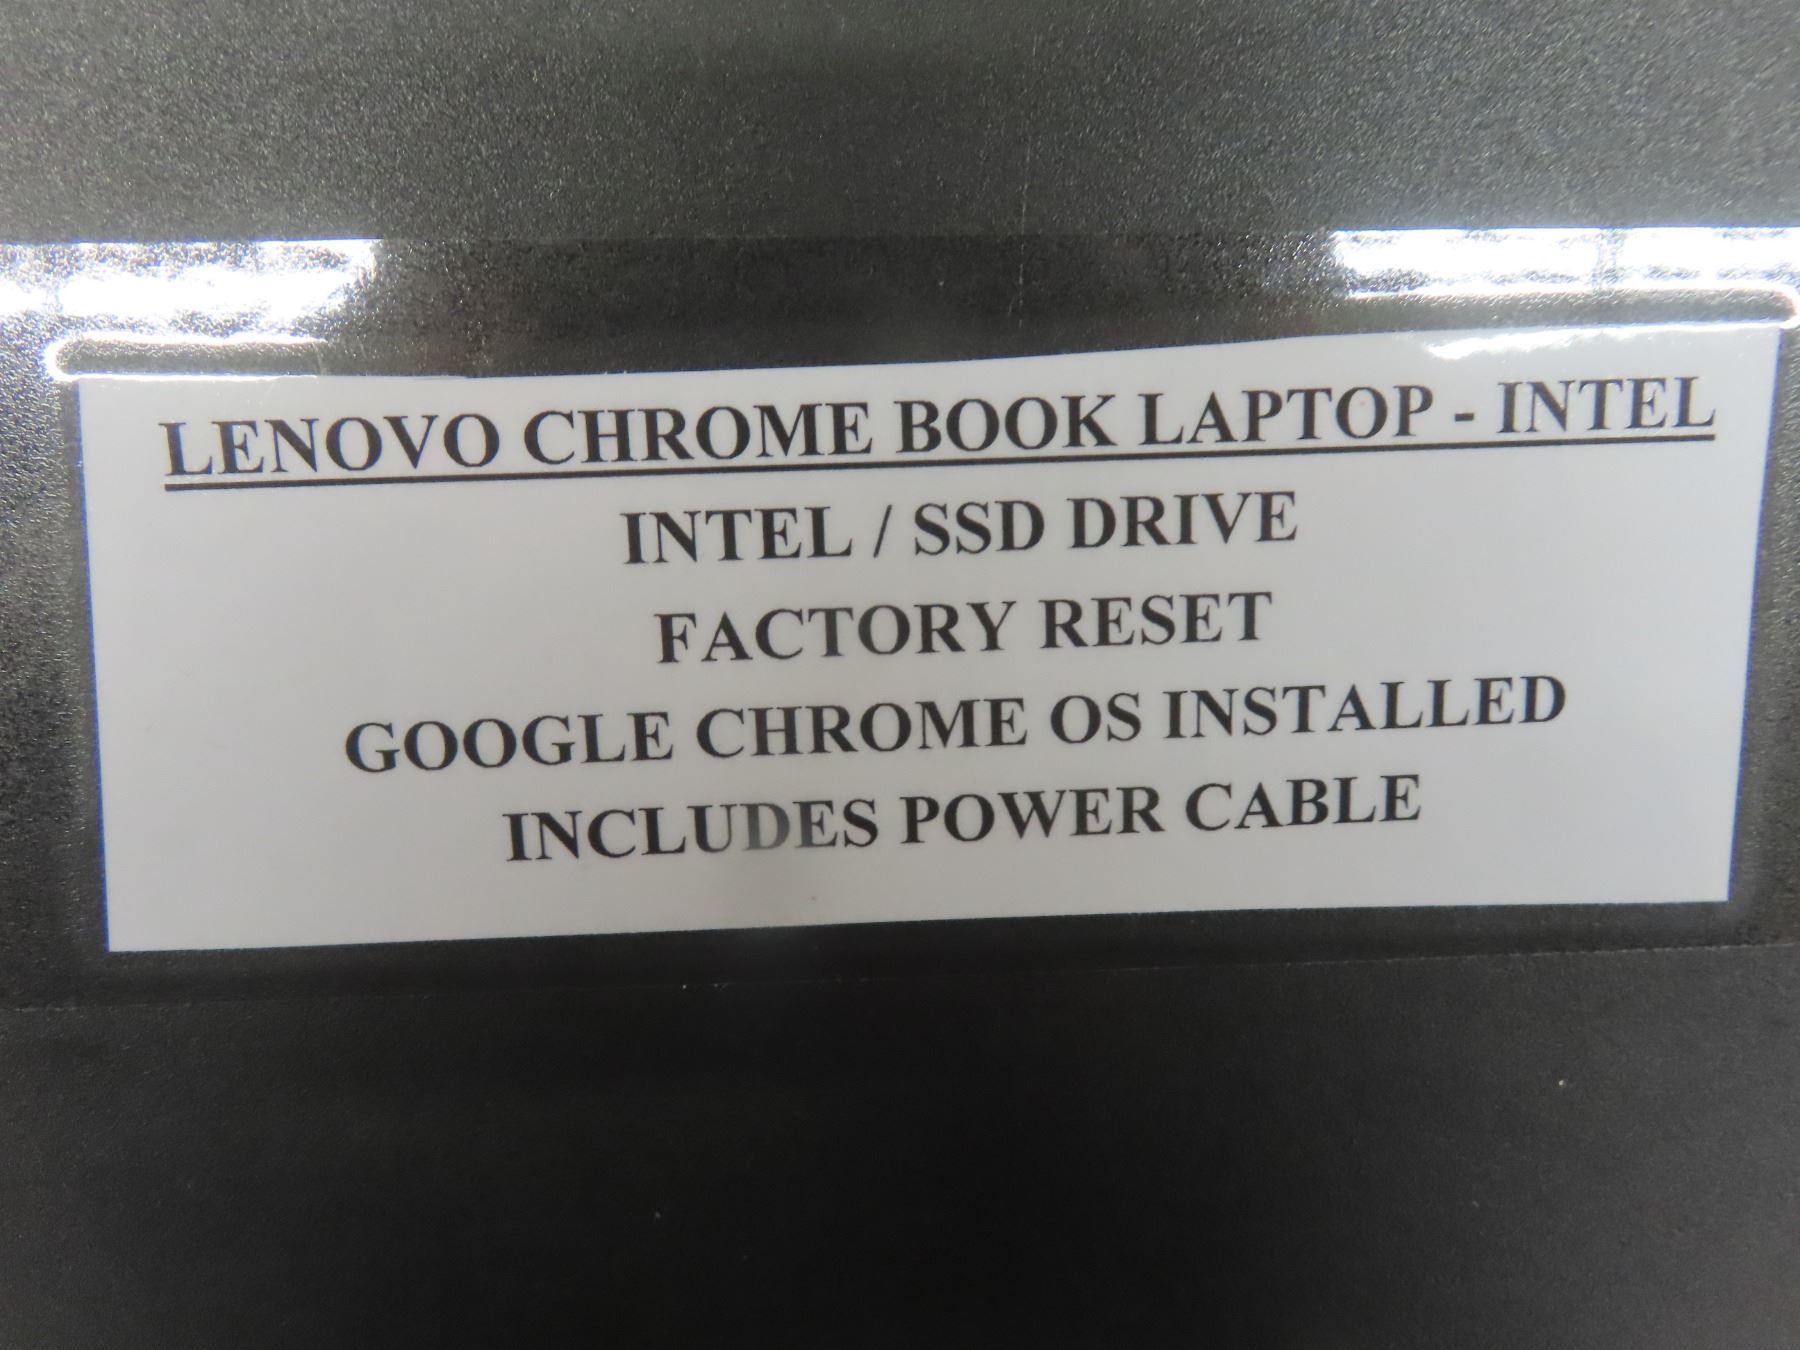 LENOVO CHROME BOOK LAPTOP - INTEL
INTEL / SSD DRIVE
FACTORY RESET
GOOGLE CHROME OS INSTALLED
INCLUDES POWER CABLE